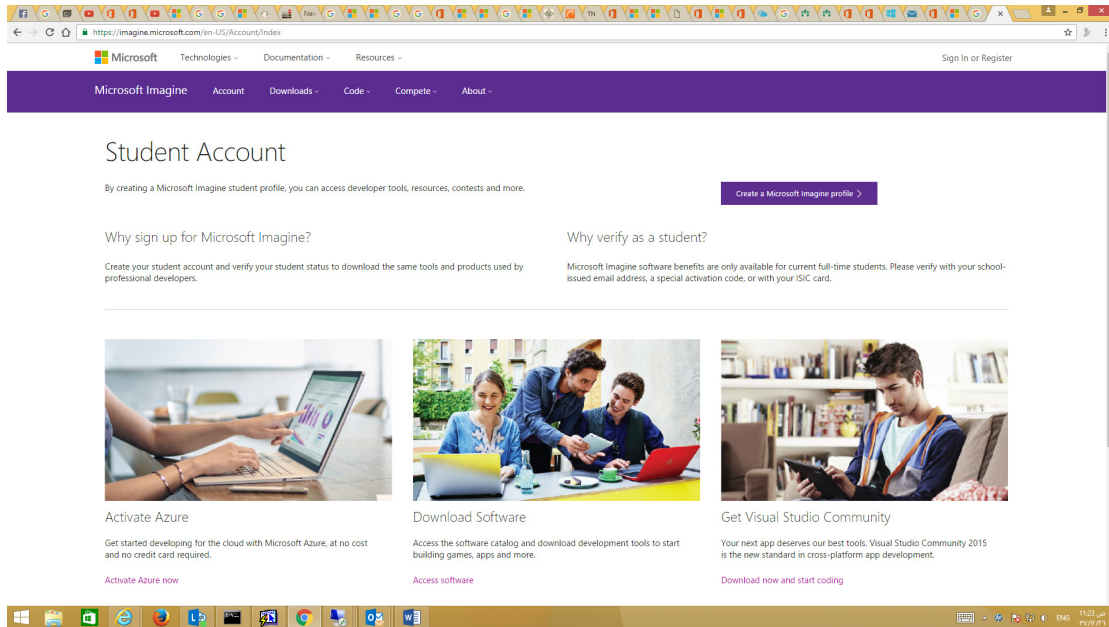 TN
New
https://imagine.microsoft.com/en-US/Account/Index
Microsoft Technologies Documentation Resources Sign In or Register
Microsoft Imagine Account Downloads Code Compete About
Student Account
By creating a Microsoft Imagine student profile, you can access developer tools, resources, contests and more.
Create a Microsoft Imagine profile
Why sign up for Microsoft Imagine?
Create your student account and verify your student status to download the same tools and products used by
professional developers.
Why verify as a student?
Microsoft Imagine software benefits are only available for current full-time students. Please verify with your school-
issued email address, a special activation code, or with your ISIC card.
Activate Azure
Get started developing for the cloud with Microsoft Azure, at no cost
and no credit card required.
Activate Azure now
Download Software
Access the software catalog and download development tools to start
building games, apps and more.
Access software
Get Visual Studio Community
Your next app deserves our best tools. Visual Studio Community 2015
is the new standard in cross-platform app development.
Download now and start coding
ENG
11:23 ص
٣٧/١٢/٢٦